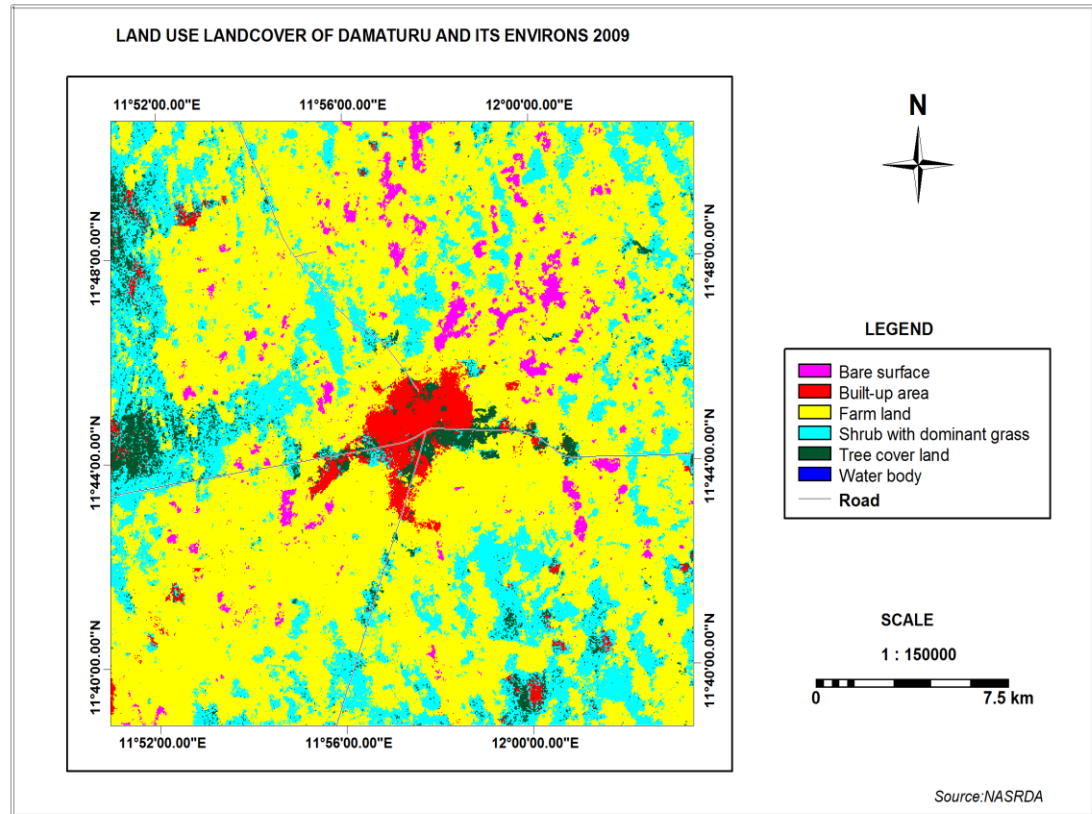 LAND USE LANDCOVER OF DAMATURU AND ITS ENVIRONS 2009
11°52'00.00"E 11°56'00.00"E 12°00'00.00"E
11°48'00.00"N 11°48'00.00"N
11°44'00.00"N 11°44'00.00"N
11°40'00.00"N 11°40'00.00"N
11°52'00.00"E 11°56'00.00"E 12°00'00.00"E
N
LEGEND
Bare surface
Built-up area
Farm land
Shrub with dominant grass
Tree cover land
Water body
Road
SCALE
1 : 150000
0 7.5 km
Source:NASRDA